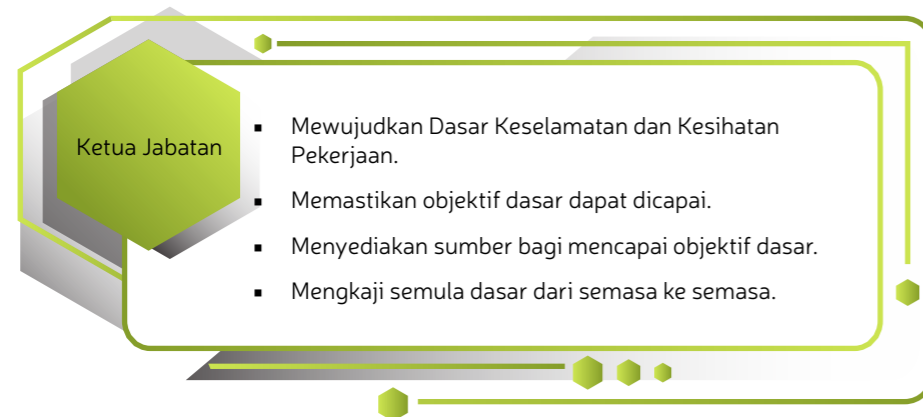 Ketua Jabatan
▪ Mewujudkan Dasar Keselamatan dan Kesihatan
Pekerjaan.
▪ Memastikan objektif dasar dapat dicapai.
▪ Menyediakan sumber bagi mencapai objektif dasar.
▪ Mengkaji semula dasar dari semasa ke semasa.